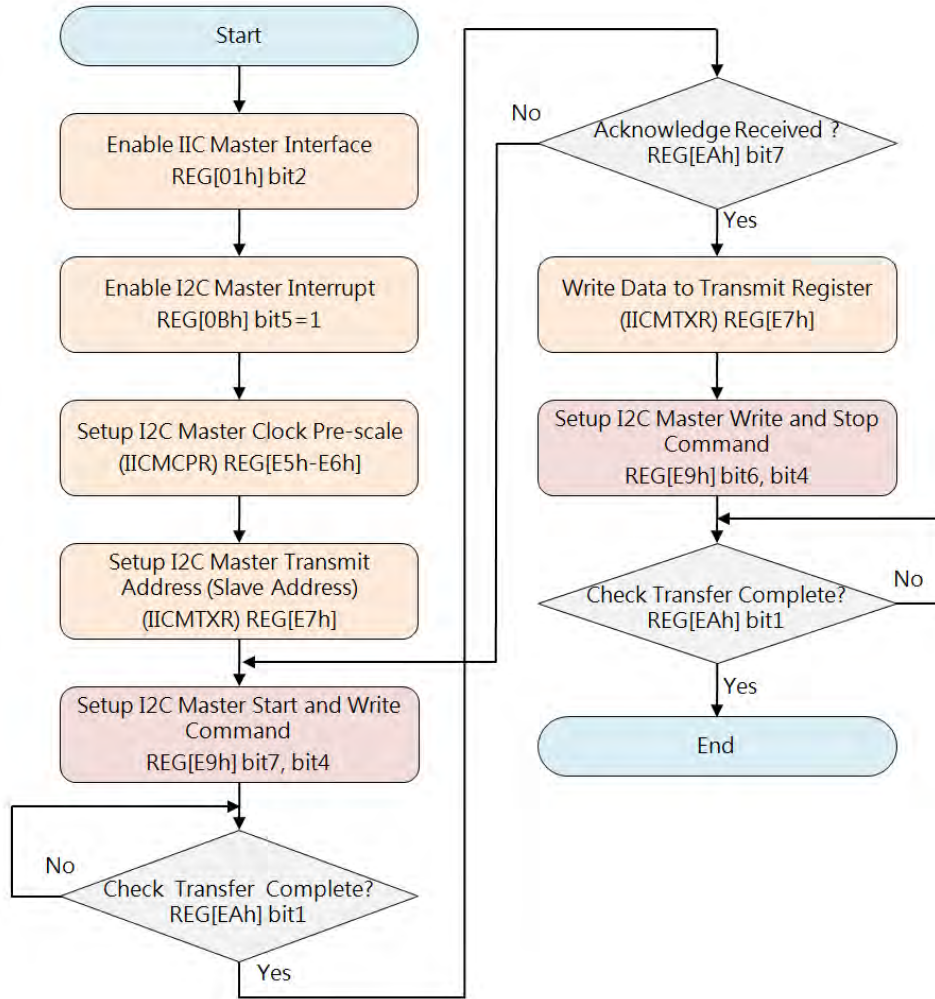 Start
Enable IIC Master Interface
REG[01h] bit2
Enable I2C Master Interrupt
REG[0Bh] bit5=1
Setup I2C Master Clock Pre-scale
(IICMCPR) REG[E5h-E6h]
Setup I2C Master Transmit
Address (Slave Address)
(IICMTXR) REG[E7h]
Setup I2C Master Start and Write
Command
REG[E9h] bit7, bit4
No
Check Transfer Complete?
REG[EAh] bit1
Yes
No
Acknowledge Received ?
REG[EAh] bit7
Yes
Write Data to Transmit Register
(IICMTXR) REG[E7h]
Setup I2C Master Write and Stop
Command
REG[E9h] bit6, bit4
No
Check Transfer Complete?
REG[EAh] bit1
Yes
End